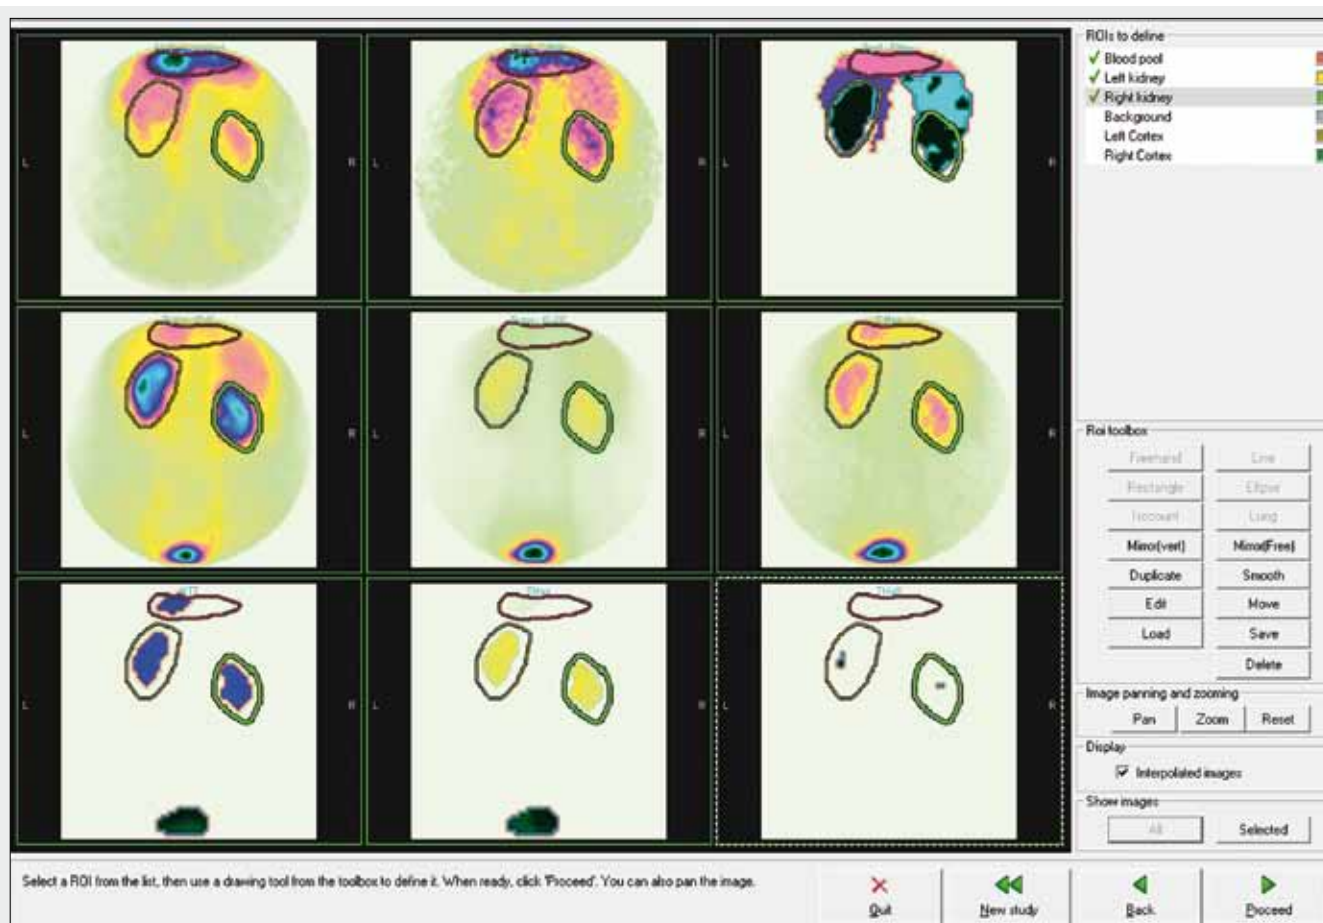 ROIs to define
Blood pool
Left kidney
Right kidney
Background
Left Cortex
Right Cortex
L R
L R
L R
L R
L R
L R
MTT
L R
L R
L R
Roi toolbox
Freehand Line
Rectangle Ellipse
Isocount Lung
Mirror(vert) Mirror(Free)
Duplicate Smooth
Edit Move
Load Save
Delete
Image panning and zooming
Pan Zoom Reset
Display
Interpolated images
Show images
All Selected
Select a ROI from the list, then use a drawing tool from the toolbox to define it. When ready, click 'Proceed'. You can also pan the image.
Quit New study Back Proceed